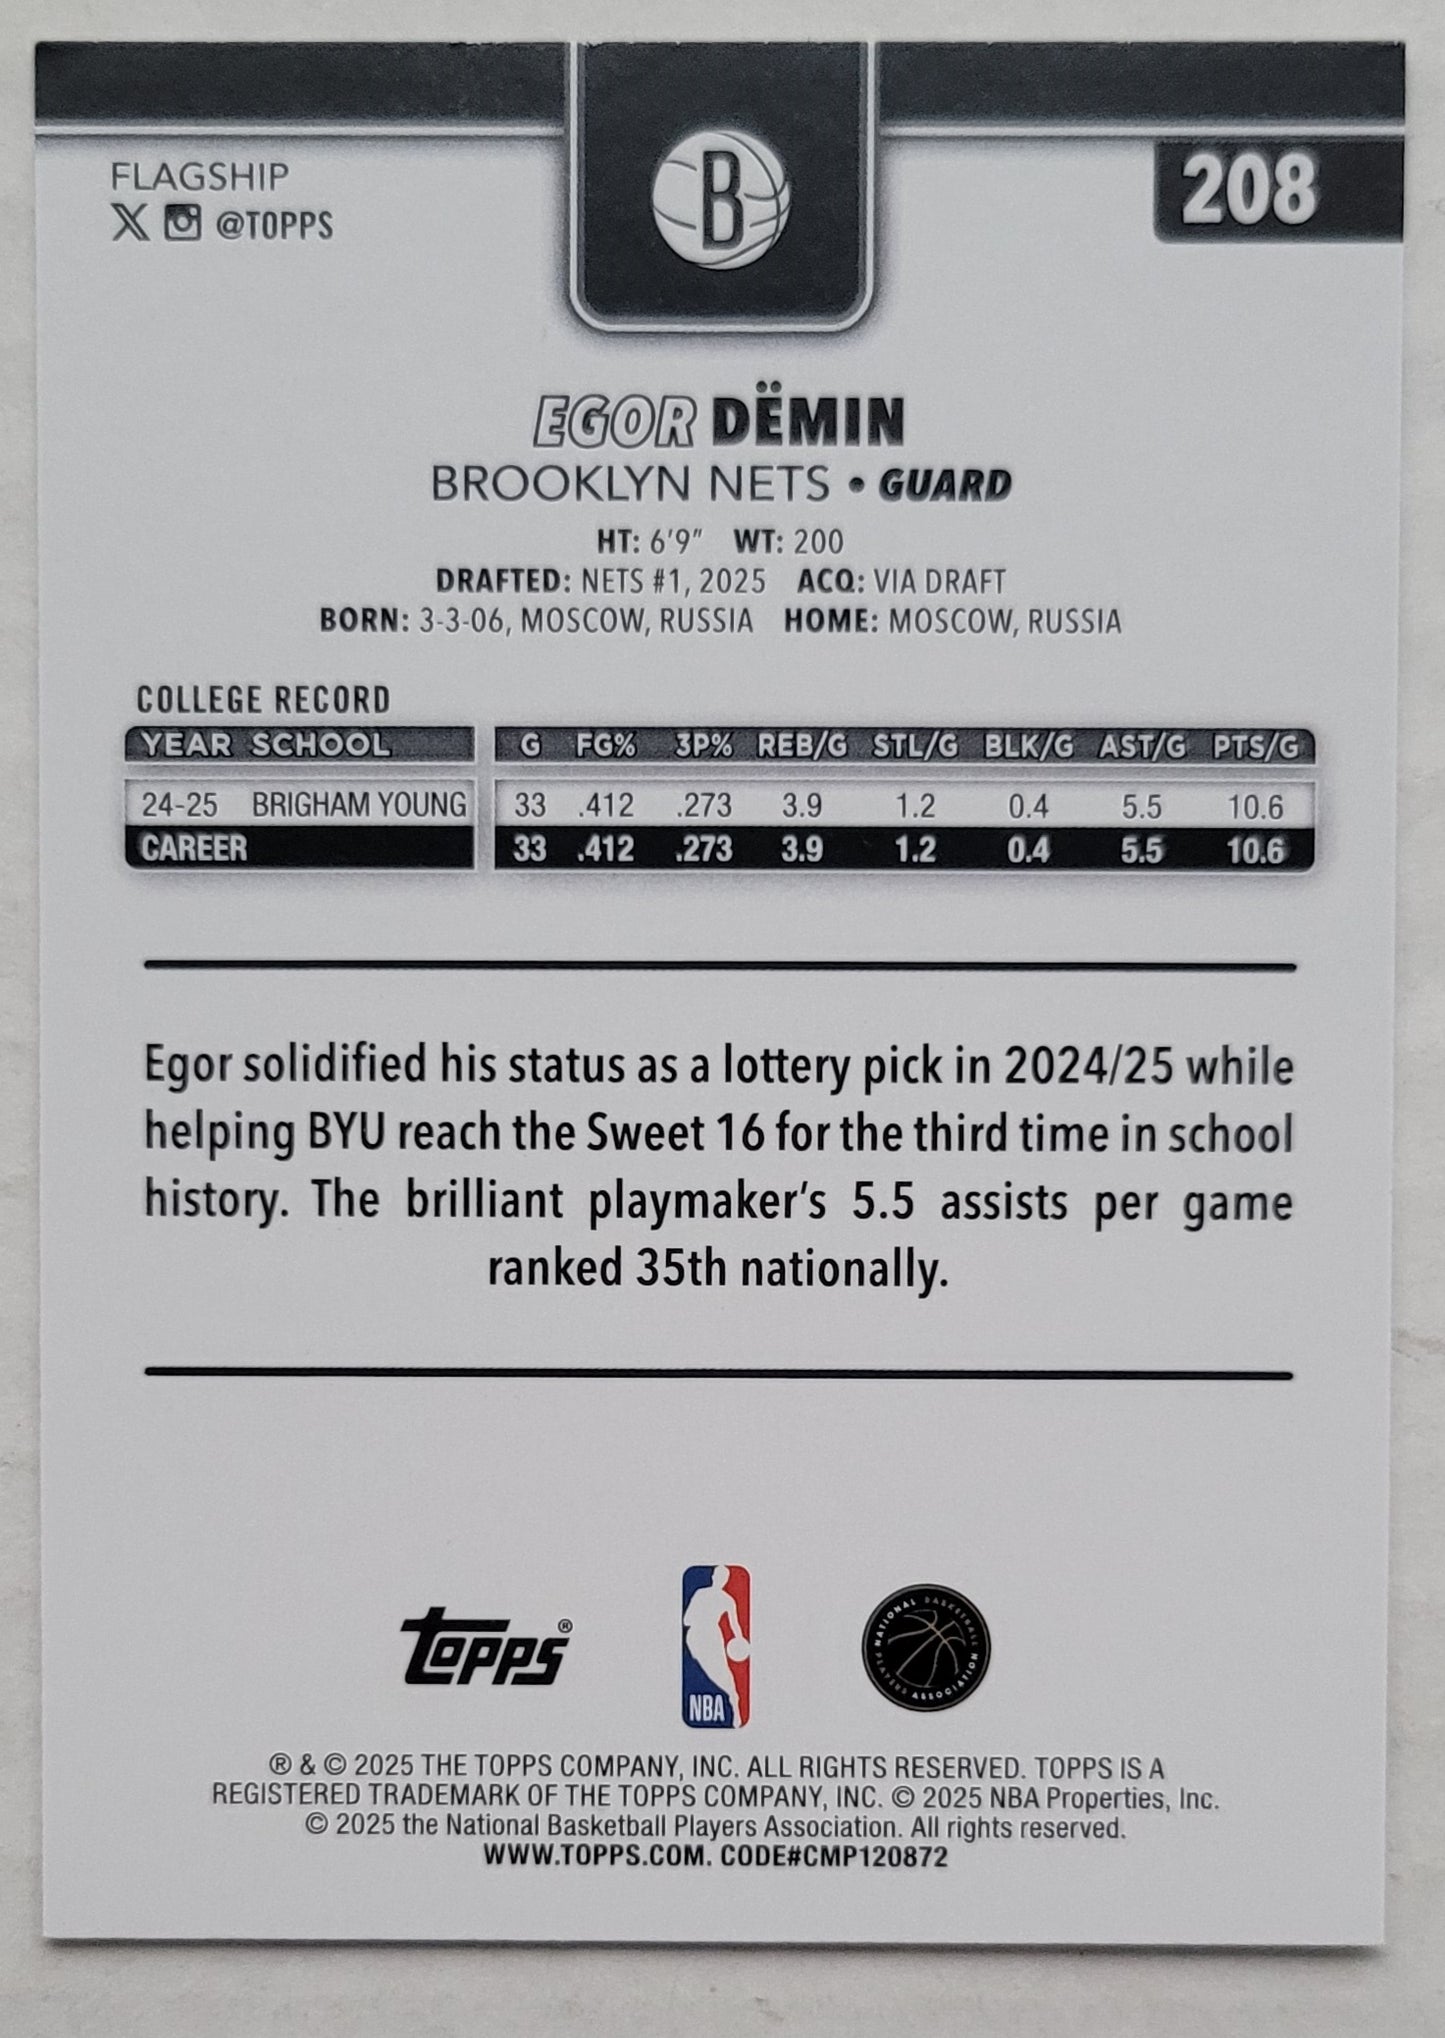 FLAGSHIP
X @TOPPS
B
208
EGOR DËMIN
BROOKLYN NETS • GUARD
HT: 6'9" WT: 200
DRAFTED: NETS #1, 2025 ACQ: VIA DRAFT
BORN: 3-3-06, MOSCOW, RUSSIA HOME: MOSCOW, RUSSIA
COLLEGE RECORD
YEAR SCHOOL G FG% 3P% REB/G STL/G BLK/G AST/G PTS/G
24-25 BRIGHAM YOUNG 33 .412 .273 3.9 1.2 0.4 5.5 10.6
CAREER 33 .412 .273 3.9 1.2 0.4 5.5 10.6
Egor solidified his status as a lottery pick in 2024/25 while
helping BYU reach the Sweet 16 for the third time in school
history. The brilliant playmaker's 5.5 assists per game
ranked 35th nationally.
topps®
NBA
NATIONAL BASKETBALL PLAYERS ASSOCIATION
® & © 2025 THE TOPPS COMPANY, INC. ALL RIGHTS RESERVED. TOPPS IS A
REGISTERED TRADEMARK OF THE TOPPS COMPANY, INC. © 2025 NBA Properties, Inc.
© 2025 the National Basketball Players Association. All rights reserved.
WWW.TOPPS.COM. CODE#CMP120872